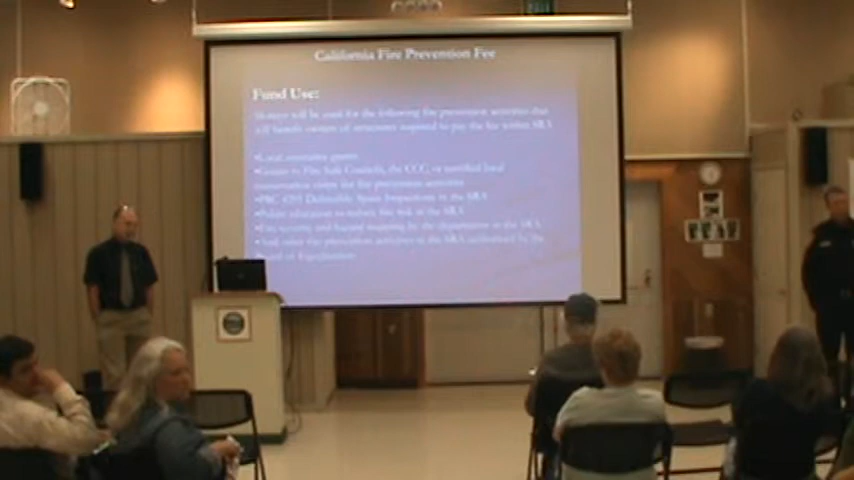 California Fire Prevention Fee
Fund Use:
will be used for the following fire prevention activities that
will benefit owners of structures required to pay the fee within SRA
•Local assistance grants
•Grants to Fire Safe Councils, the CCC or certified local
conservation corps for fire prevention activities
•PRC 4291 Defensible Space Inspections in the SRA
•Public education to reduce fire risk in the SRA
•Fire severity and hazard mapping by the department in the SRA
•And other fire prevention activities in the SRA authorized by the
Board of Equalization